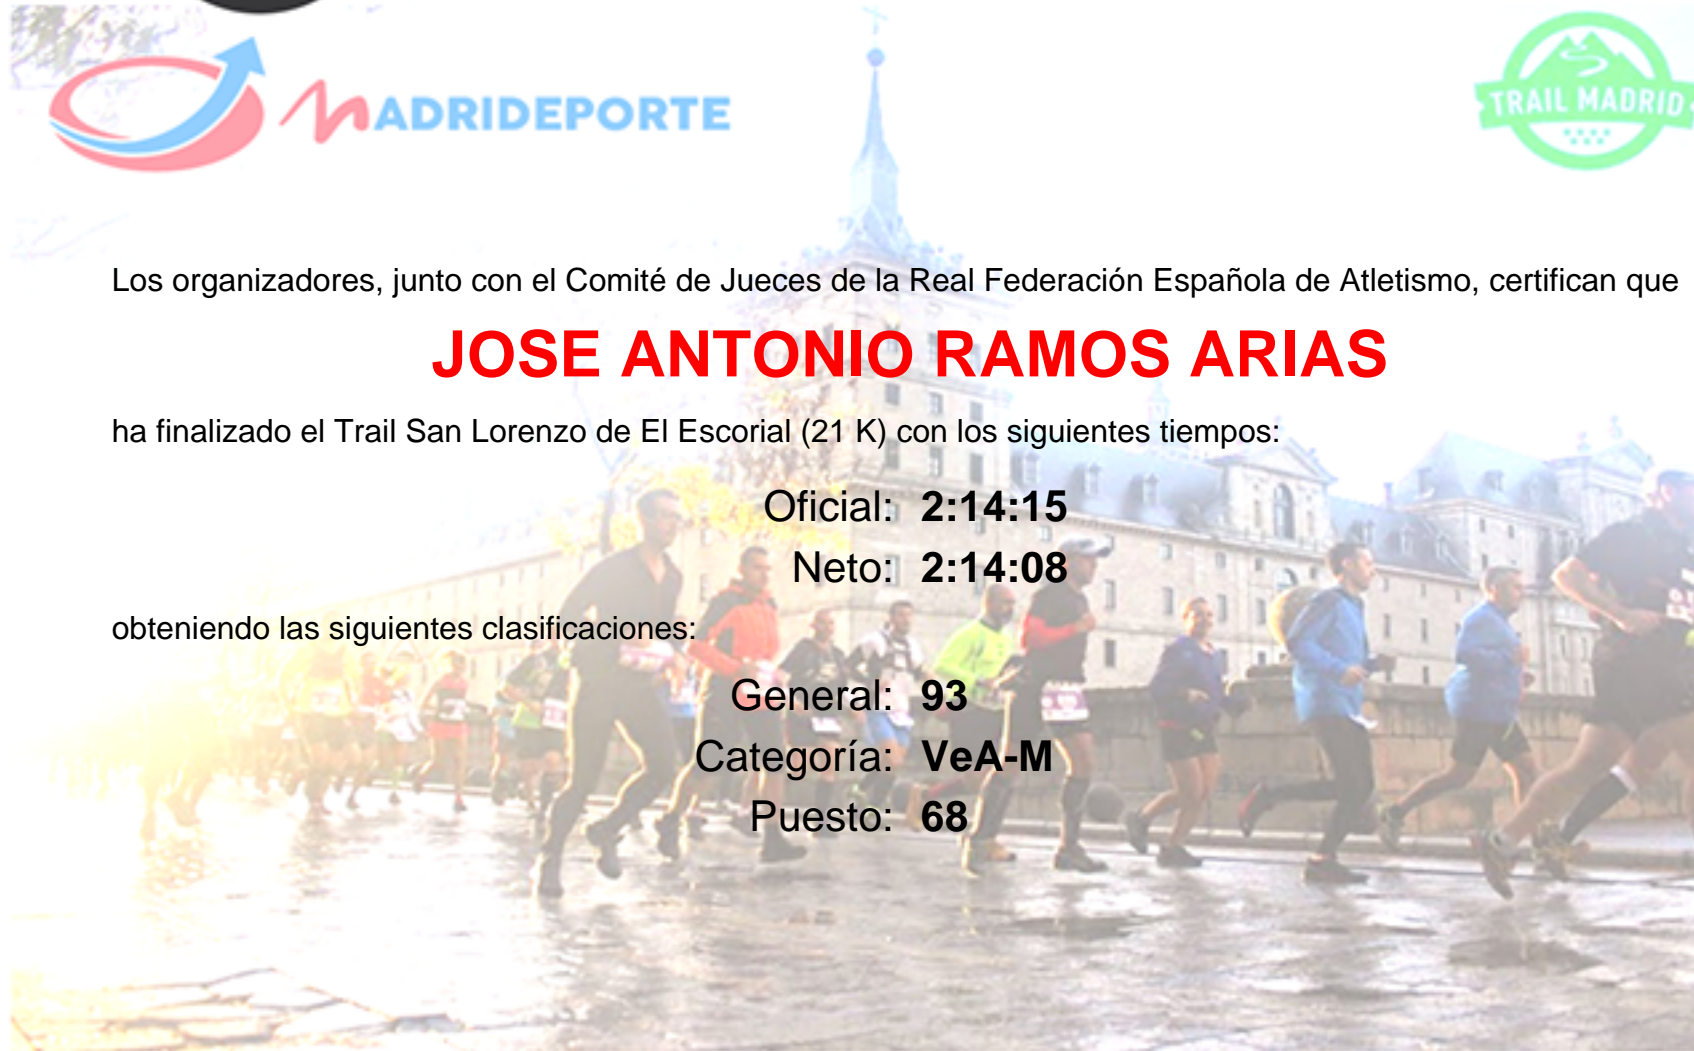 MADRIDEPORTE
TRAIL MADRID
Los organizadores, junto con el Comité de Jueces de la Real Federación Española de Atletismo, certifican que
JOSE ANTONIO RAMOS ARIAS
ha finalizado el Trail San Lorenzo de El Escorial (21 K) con los siguientes tiempos:
Oficial: 2:14:15
Neto: 2:14:08
obteniendo las siguientes clasificaciones:
General: 93
Categoría: VeA-M
Puesto: 68